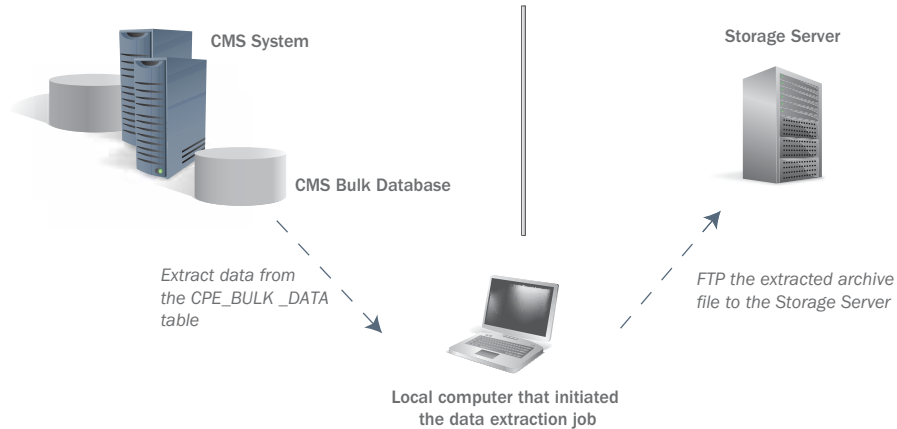 CMS System
Storage Server
CMS Bulk Database
Extract data from
the CPE_BULK _DATA
table
FTP the extracted archive
file to the Storage Server
Local computer that initiated
the data extraction job